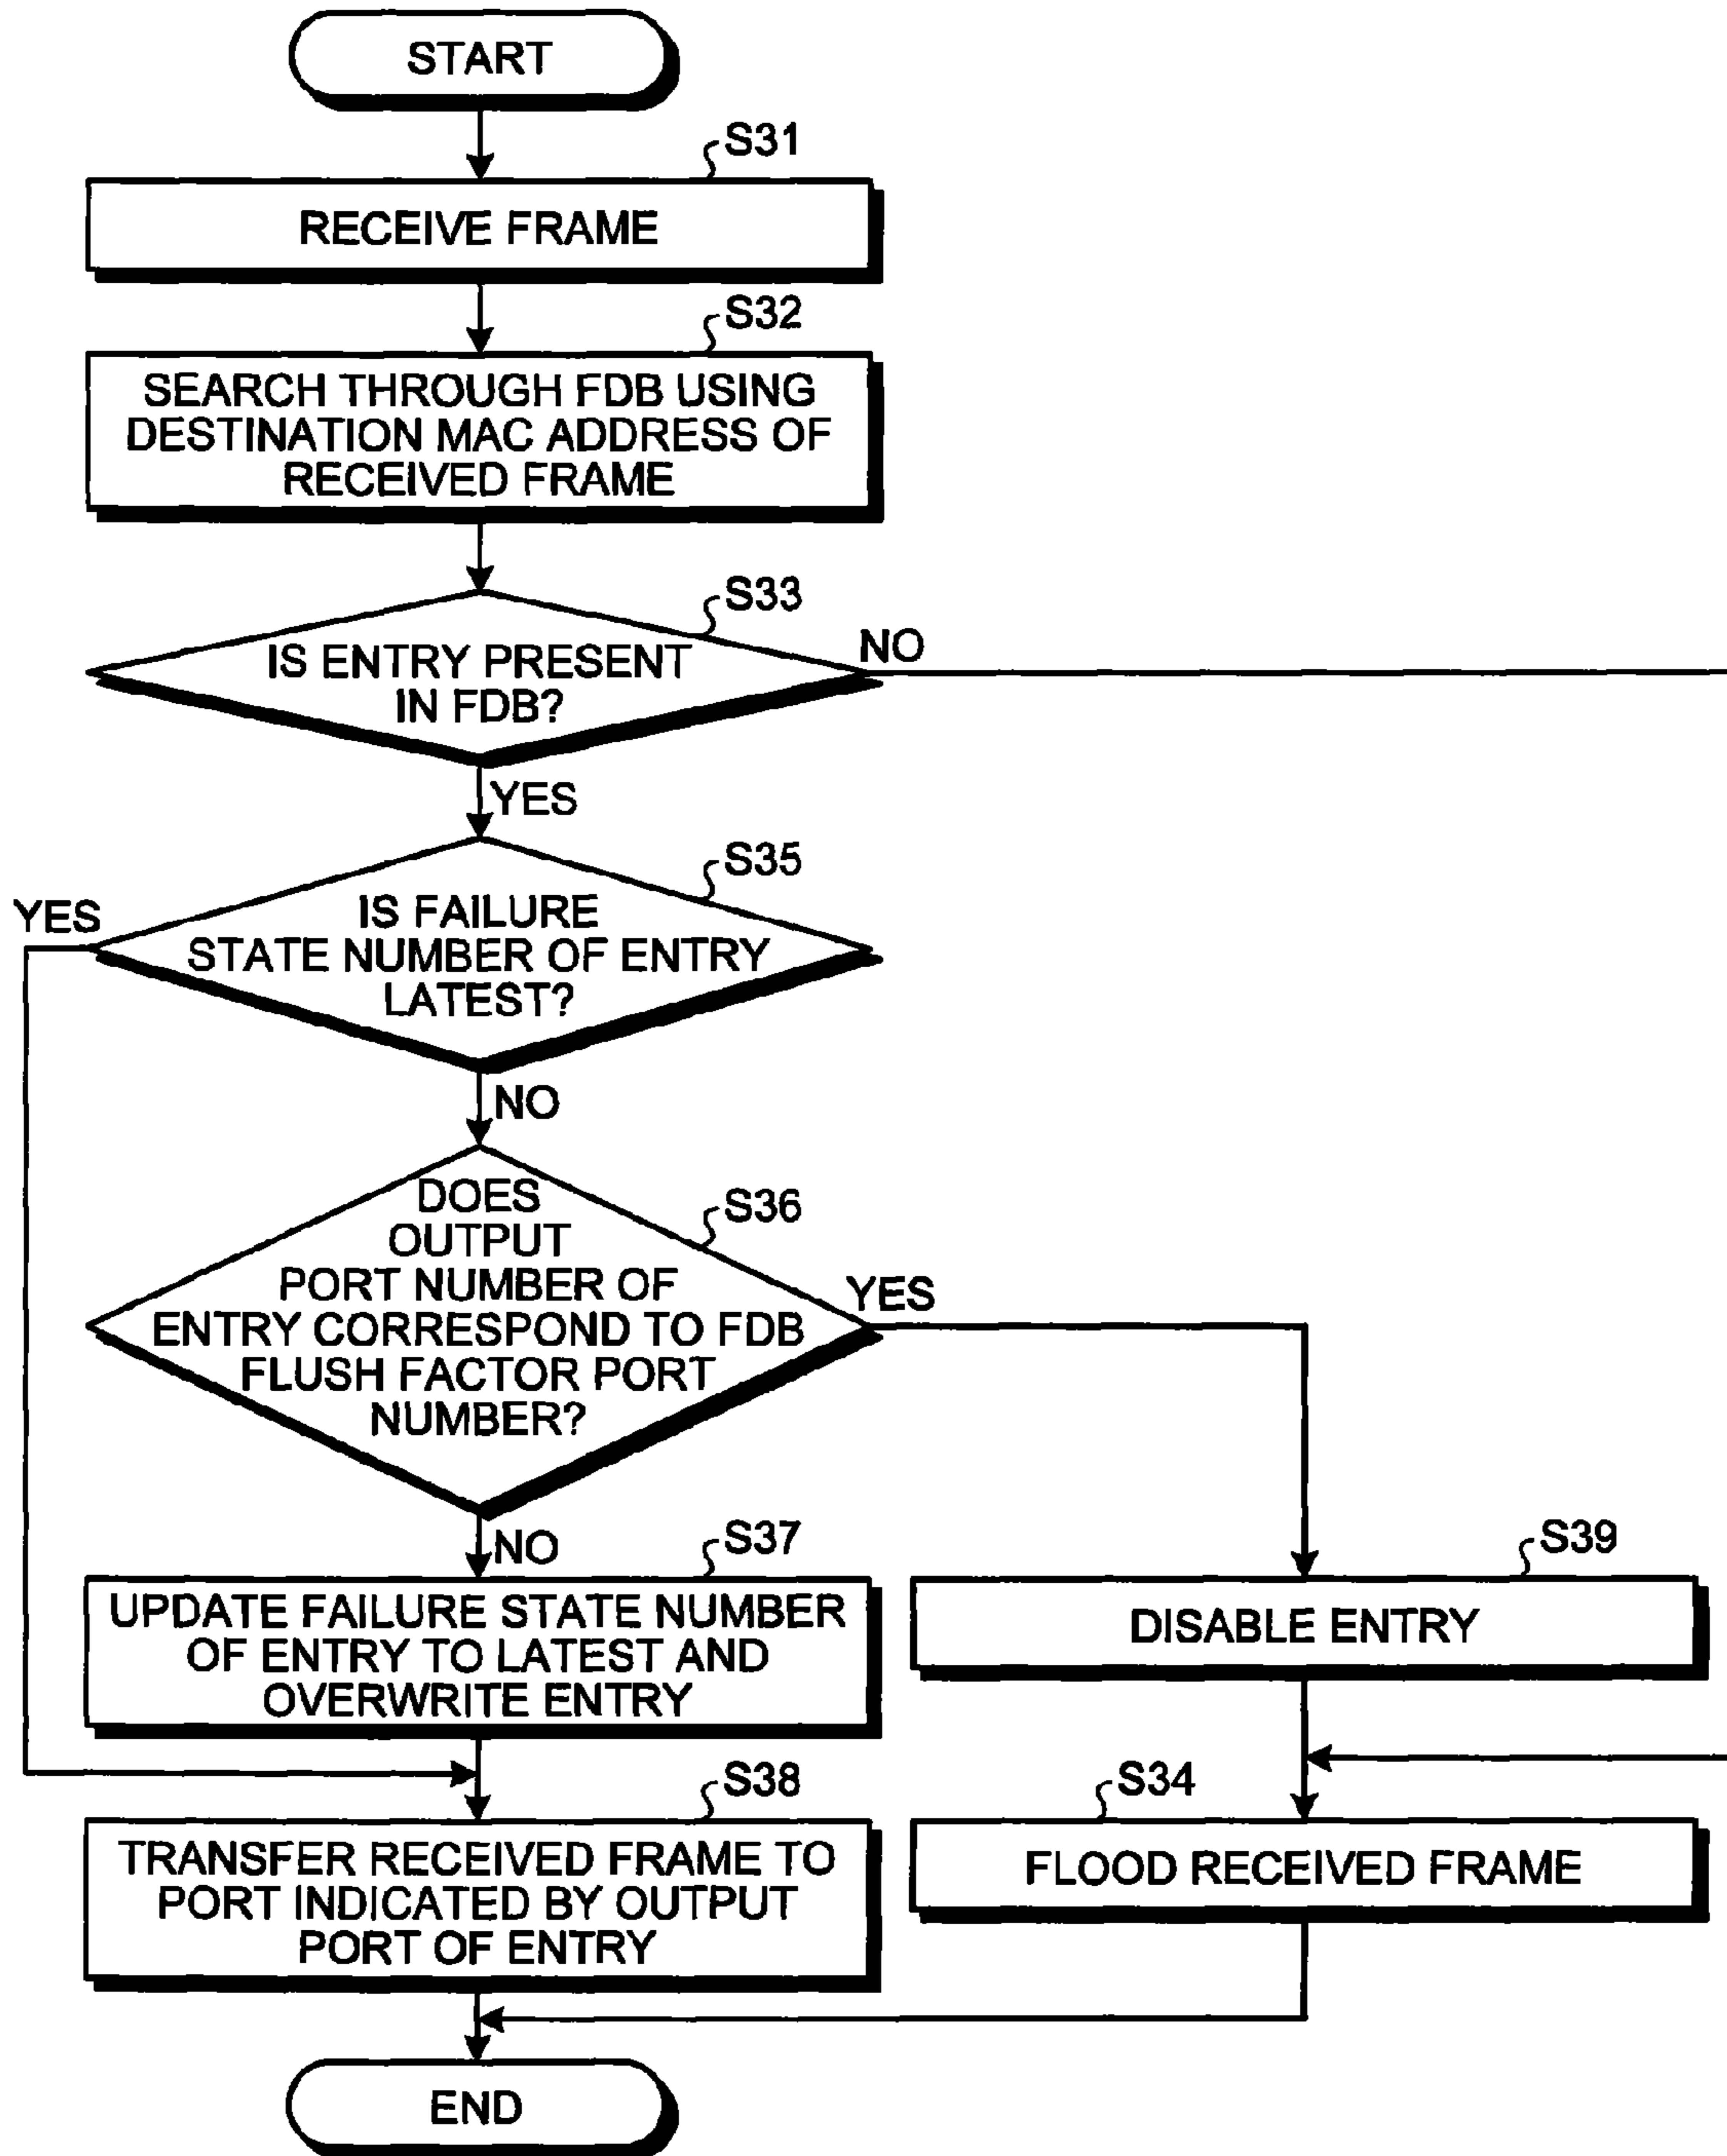 START
S31
RECEIVE FRAME
S32
SEARCH THROUGH FDB USING
DESTINATION MAC ADDRESS OF
RECEIVED FRAME
S33
IS ENTRY PRESENT
IN FDB?
NO
YES
S35
IS FAILURE
STATE NUMBER OF ENTRY
LATEST?
YES
NO
S36
DOES
OUTPUT
PORT NUMBER OF
ENTRY CORRESPOND TO FDB
FLUSH FACTOR PORT
NUMBER?
YES
NO
S37
UPDATE FAILURE STATE NUMBER
OF ENTRY TO LATEST AND
OVERWRITE ENTRY
S39
DISABLE ENTRY
S38
TRANSFER RECEIVED FRAME TO
PORT INDICATED BY OUTPUT
PORT OF ENTRY
S34
FLOOD RECEIVED FRAME
END